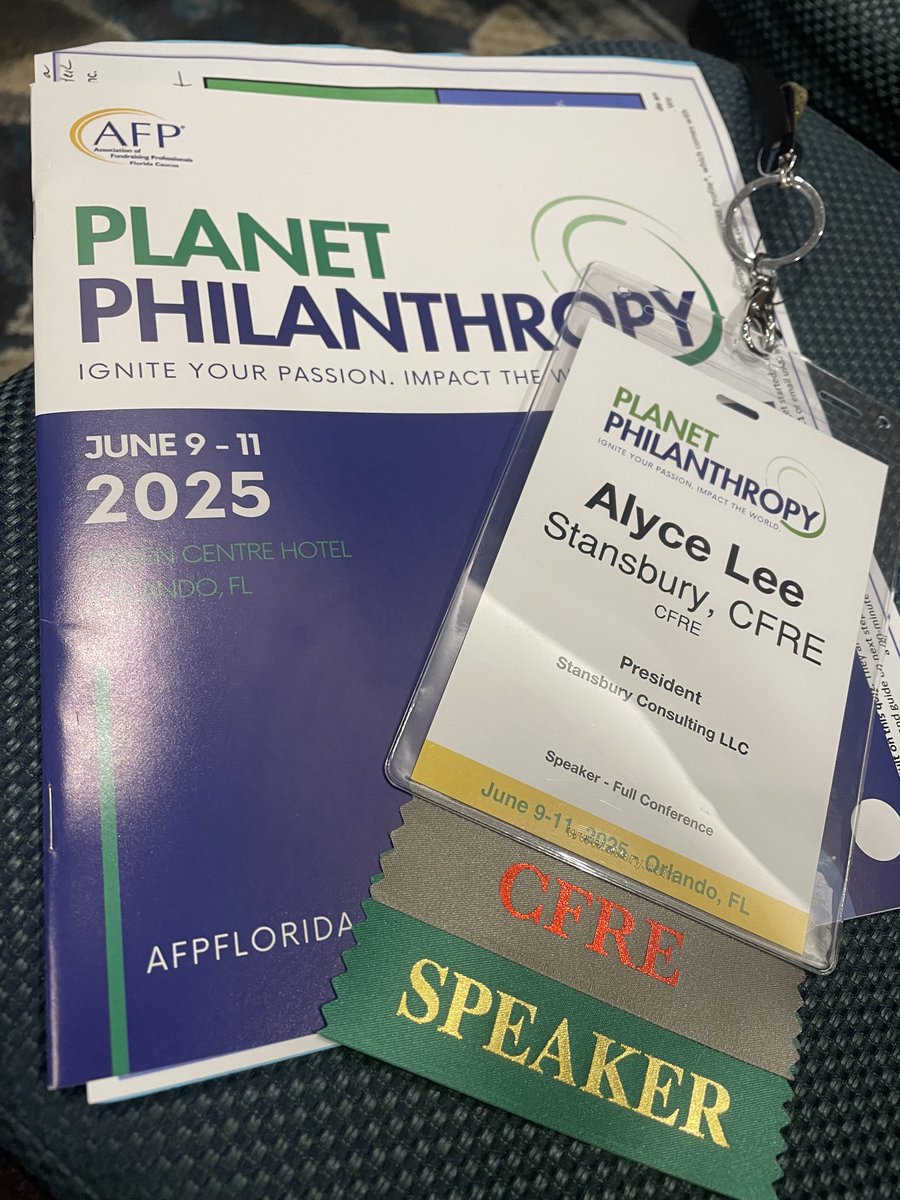 AFP
Association of
Fundraising Professionals
Florida Caucus
PLANET
PHILANTHROPY
IGNITE YOUR PASSION. IMPACT THE
JUNE 9 - 11
2025
CENTRE HOTEL
FL
AFPFLORIDA
PLANET
PHILANTHROPY
IGNITE YOUR PASSION. IMPACT THE WORLD.
Alyce Lee
Stansbury, CFRE
CFRE
President
Stansbury Consulting LLC
Speaker - Full Conference
June 9-11, 2025 - Orlando, FL
CFRE
SPEAKER